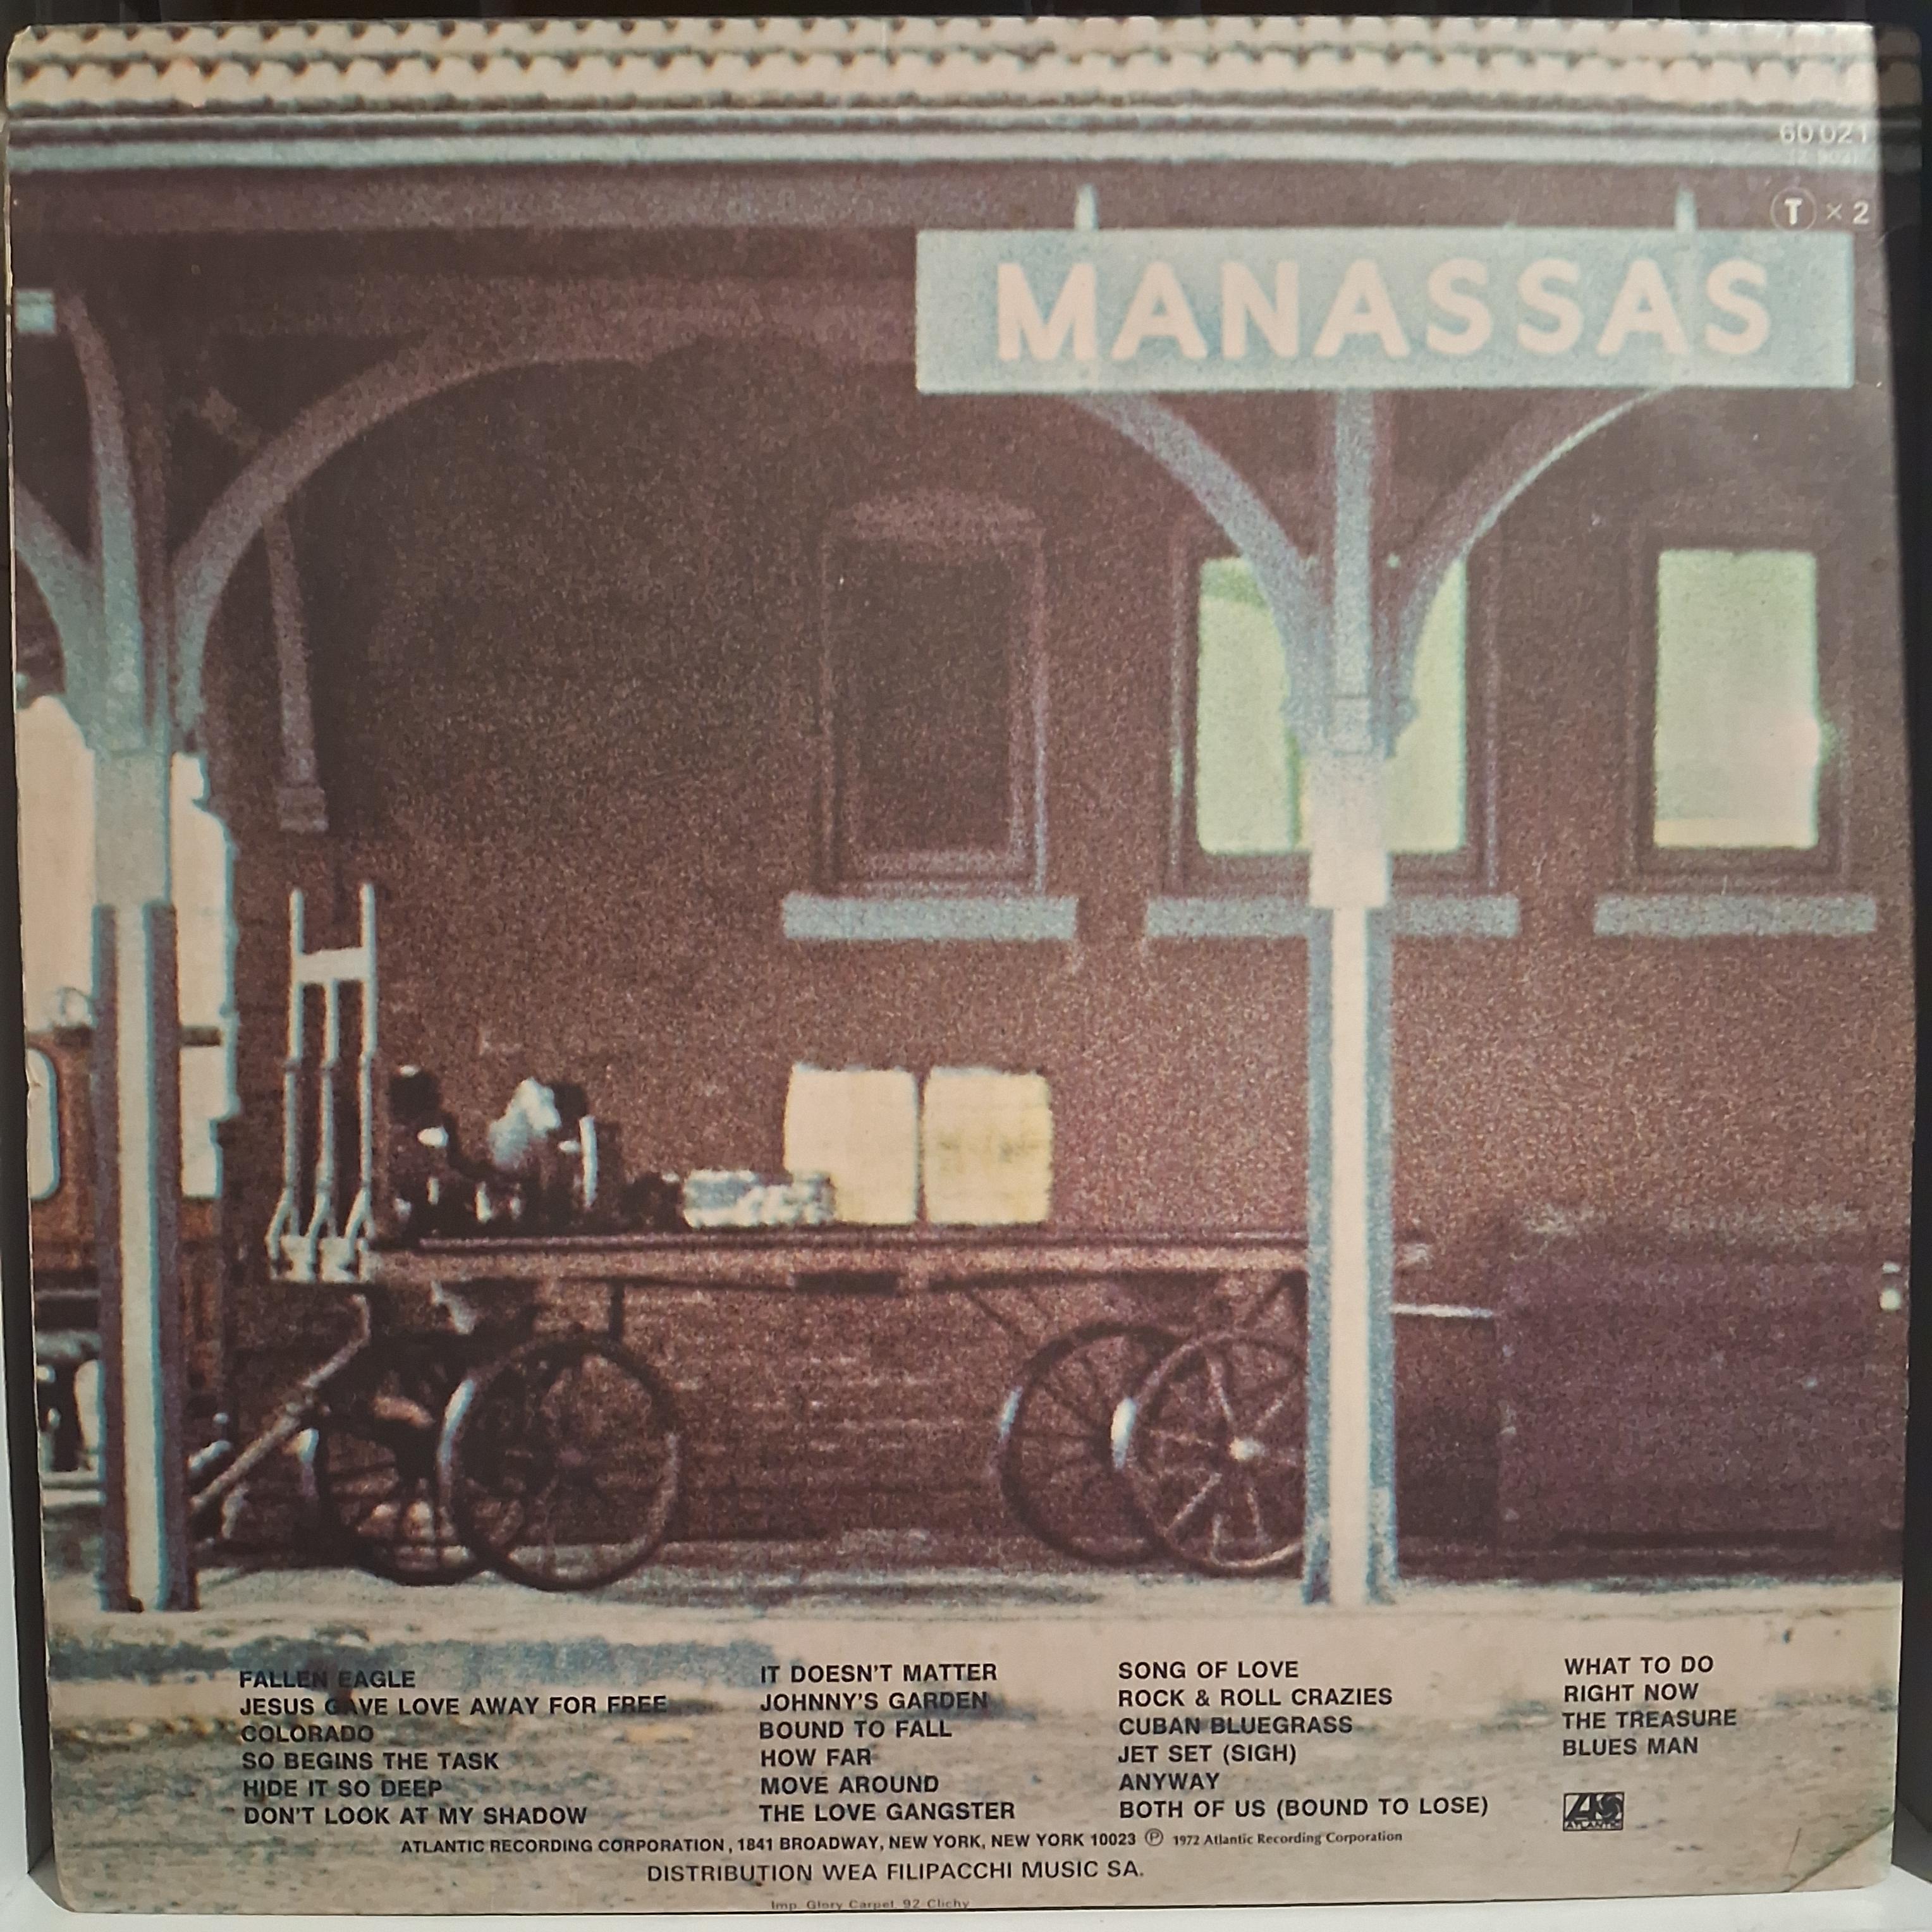 60 021
T × 2
MANASSAS
FALLEN EAGLE
JESUS GAVE LOVE AWAY FOR FREE
COLORADO
SO BEGINS THE TASK
HIDE IT SO DEEP
DON'T LOOK AT MY SHADOW
IT DOESN'T MATTER
JOHNNY'S GARDEN
BOUND TO FALL
HOW FAR
MOVE AROUND
THE LOVE GANGSTER
SONG OF LOVE
ROCK & ROLL CRAZIES
CUBAN BLUEGRASS
JET SET (SIGH)
ANYWAY
BOTH OF US (BOUND TO LOSE)
WHAT TO DO
RIGHT NOW
THE TREASURE
BLUES MAN
ATLANTIC
ATLANTIC RECORDING CORPORATION, 1841 BROADWAY, NEW YORK, NEW YORK 10023 ℗ 1972 Atlantic Recording Corporation
DISTRIBUTION WEA FILIPACCHI MUSIC SA.
Imp. Glory Carpet 92-Clichy